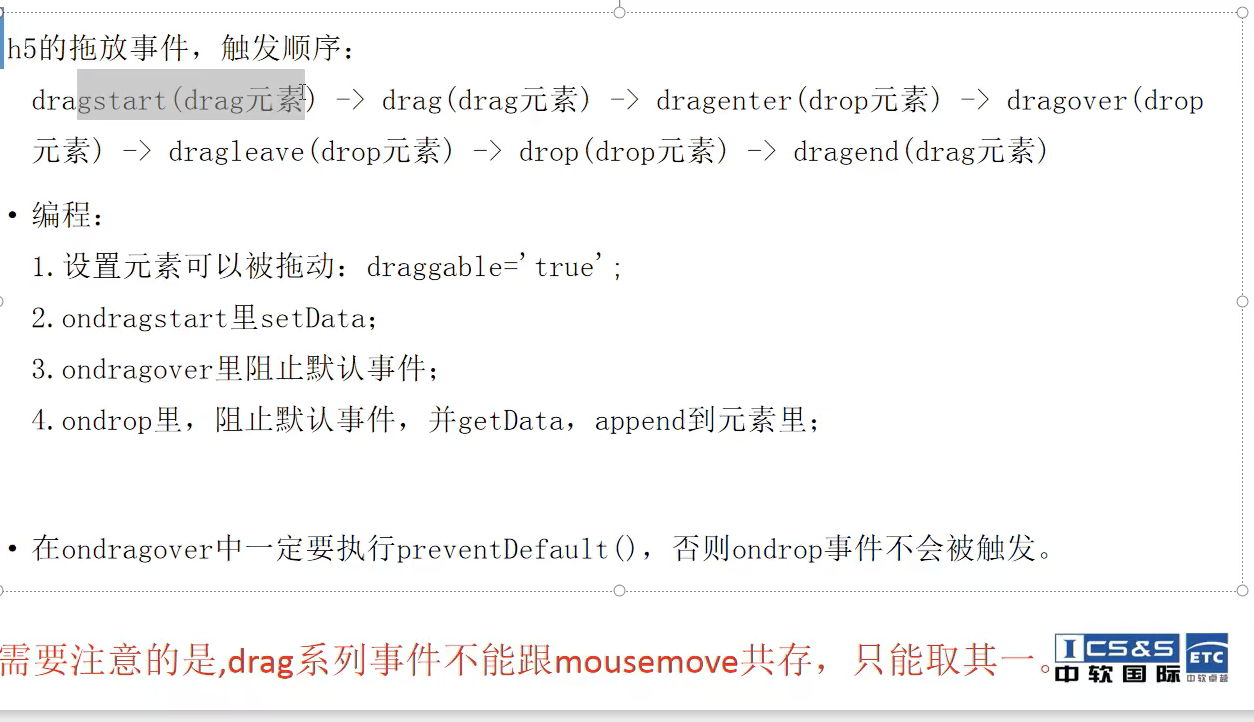 h5的拖放事件，触发顺序：
dragstart(drag元素) -> drag(drag元素) -> dragenter(drop元素) -> dragover(drop
元素) -> dragleave(drop元素) -> drop(drop元素) -> dragend(drag元素)
• 编程：
1.设置元素可以被拖动：draggable='true';
2.ondragstart里setData；
3.ondragover里阻止默认事件；
4.ondrop里，阻止默认事件，并getData，append到元素里；
• 在ondragover中一定要执行preventDefault()，否则ondrop事件不会被触发。
需要注意的是,drag系列事件不能跟mousemove共存，只能取其一。
ICS&S
中软国际
ETC
中软卓越